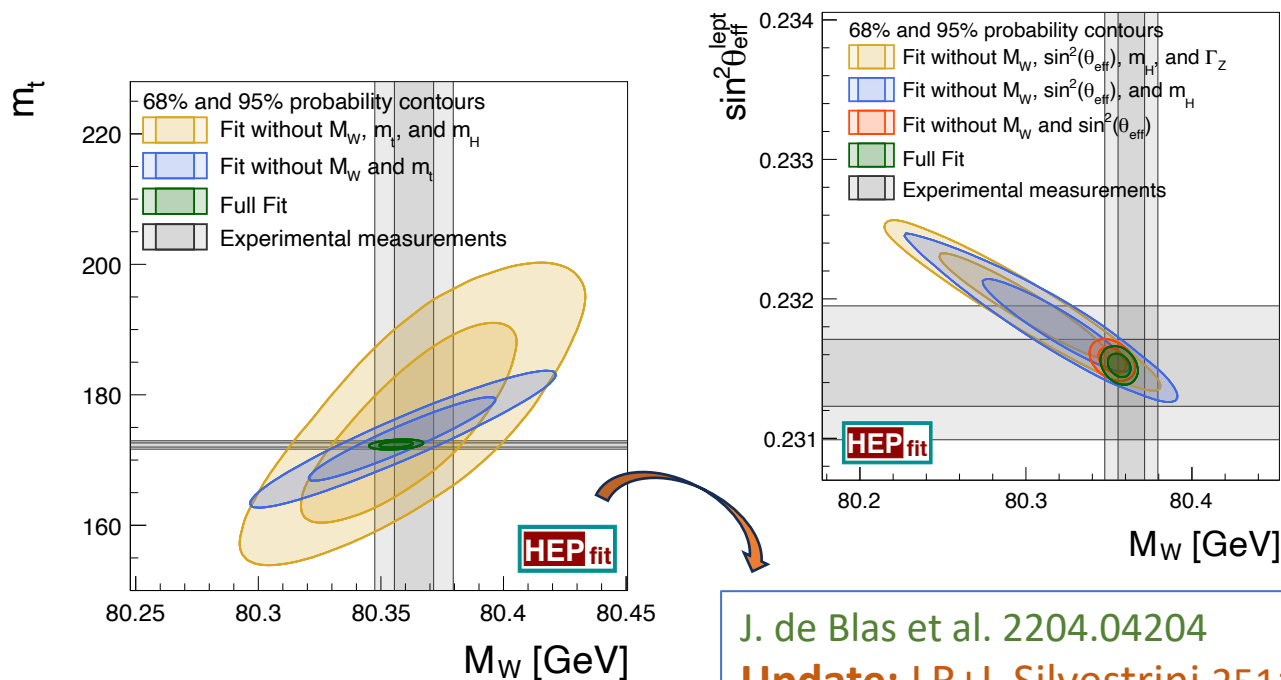 m_t
68% and 95% probability contours
Fit without M_W, m_t, and m_H
Fit without M_W and m_t
Full Fit
Experimental measurements
220
200
180
160
80.25 80.3 80.35 80.4 80.45
M_W [GeV]
HEP fit
sin²θ_eff^lept
68% and 95% probability contours
Fit without M_W, sin²(θ_eff), m_H, and Γ_Z
Fit without M_W, sin²(θ_eff), and m_H
Fit without M_W and sin²(θ_eff)
Full Fit
Experimental measurements
0.234
0.233
0.232
0.231
80.2 80.3 80.4
M_W [GeV]
HEP fit
J. de Blas et al. 2204.04204
Update:
Silvestrini